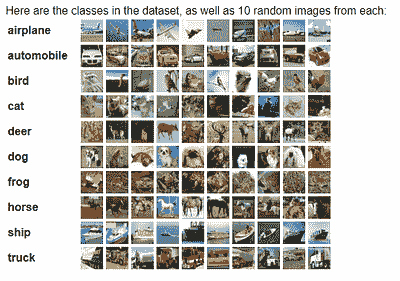 Here are the classes in the dataset, as well as 10 random images from each:
airplane
automobile
bird
cat
deer
dog
frog
horse
ship
truck